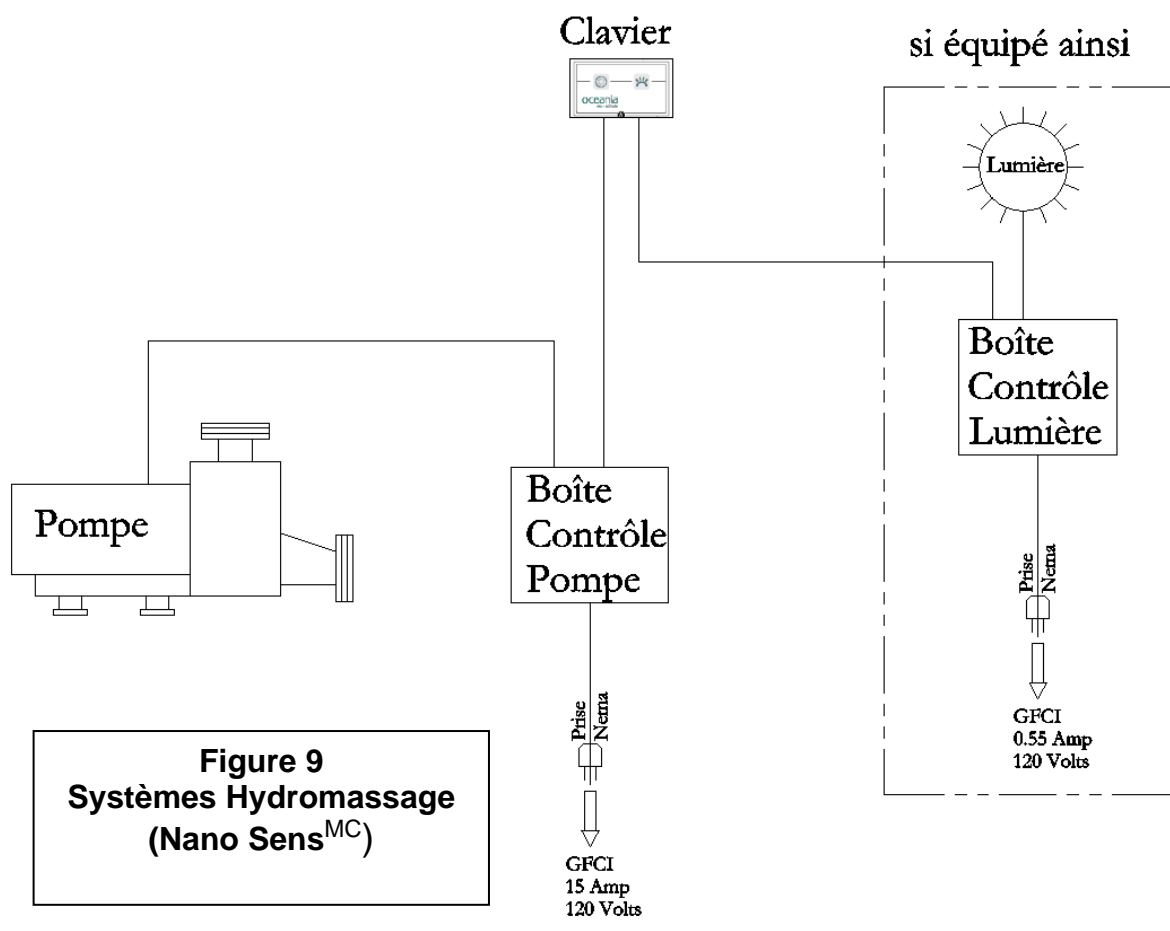 Clavier
si équipé ainsi
oceania
Lumière
Boîte
Contrôle
Lumière
Pompe
Boîte
Contrôle
Pompe
Prise
Nema
GFCI
0.55 Amp
120 Volts
Prise
Nema
GFCI
15 Amp
120 Volts
Figure 9
Systèmes Hydromassage
(Nano Sens^MC)